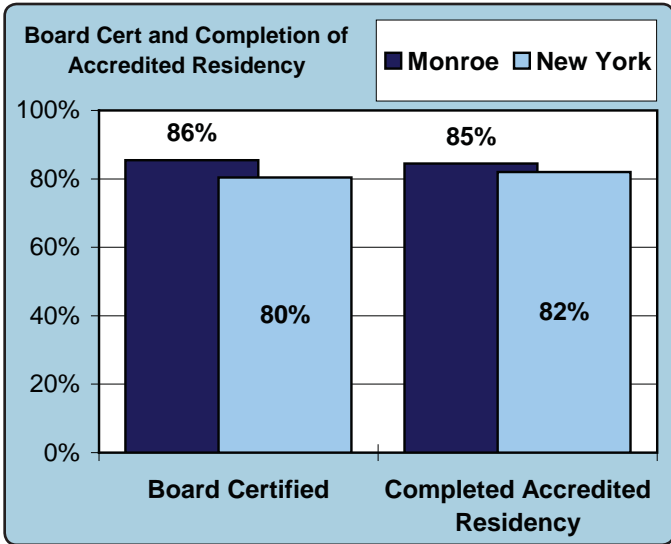 Board Cert and Completion of
Accredited Residency
Monroe New York
100%
80%
60%
40%
20%
0%
86%
80%
85%
82%
Board Certified
Completed Accredited
Residency